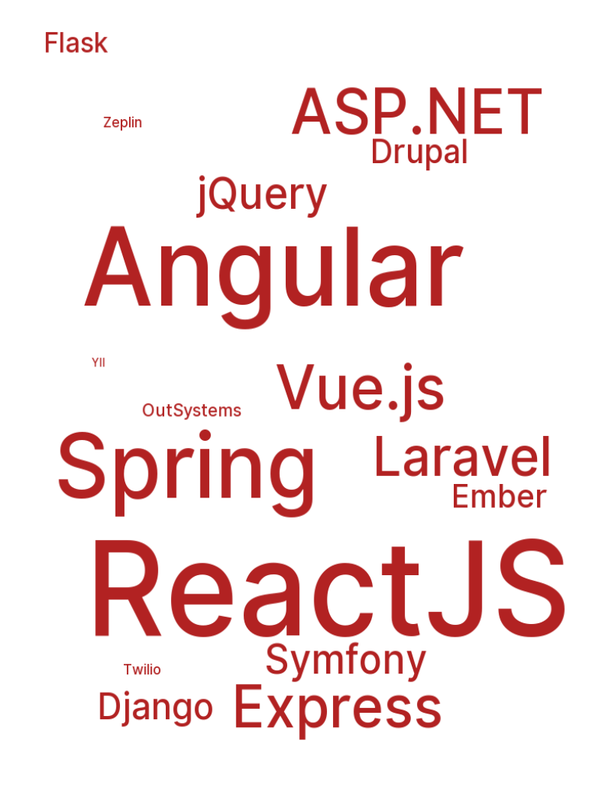 Flask
ASP.NET
Zeplin
Drupal
jQuery
Angular
YII
Vue.js
OutSystems
Spring
Laravel
Ember
ReactJS
Symfony
Twilio
Django
Express